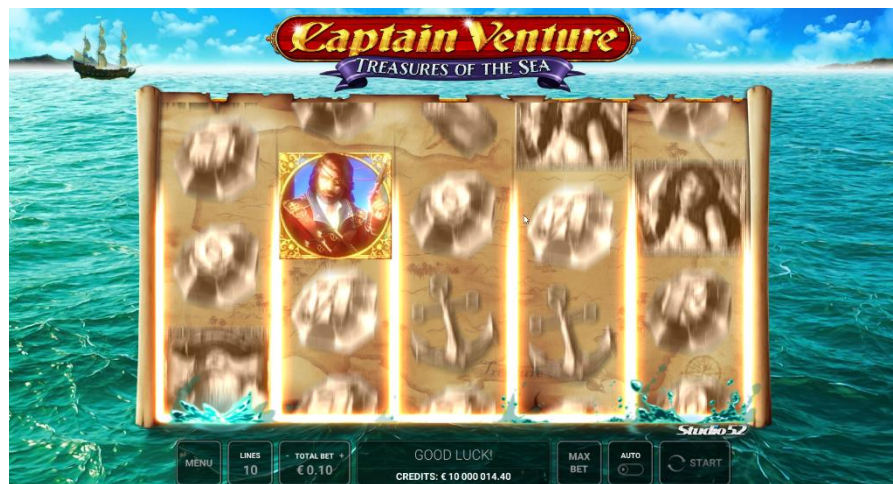 Captain Venture™
TREASURES OF THE SEA
Studio52
MENU
LINES
10
TOTAL BET +
€ 0.10
GOOD LUCK!
CREDITS: € 10 000 014.40
MAX
BET
AUTO
START